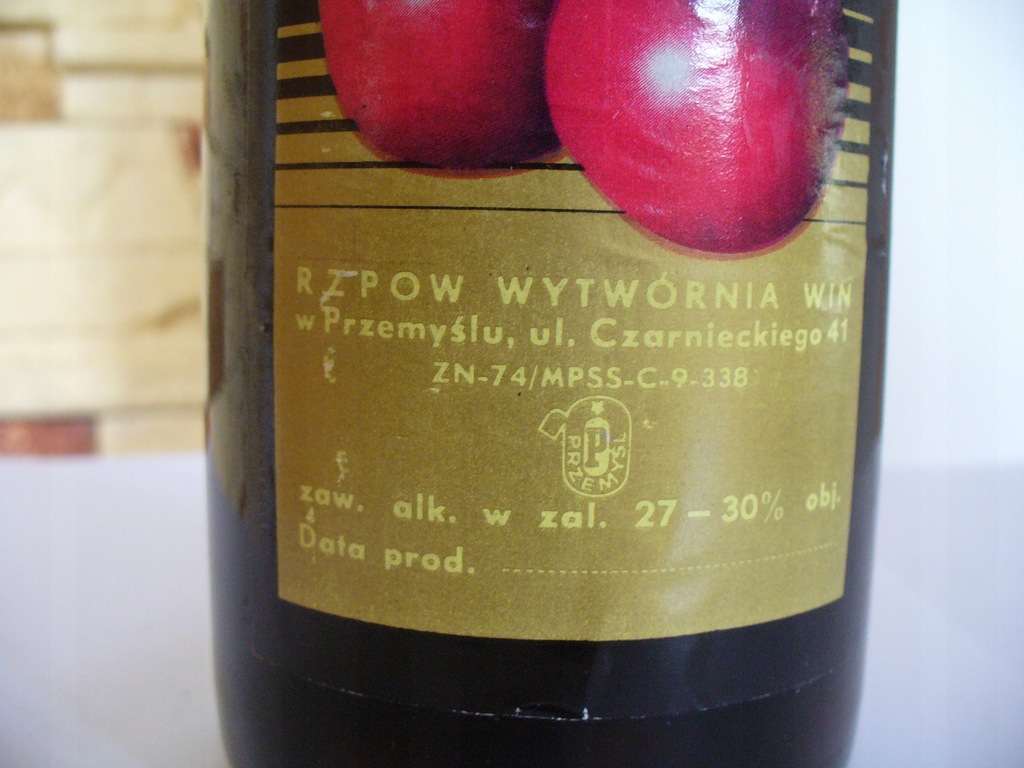 RZPOW WYTWÓRNIA WIN
w Przemyślu, ul. Czarnieckiego 41
ZN-74/MPSS-C-9-338
PRZEMYŚL
zaw. alk. w zal. 27 – 30% obj.
Data prod. ................................